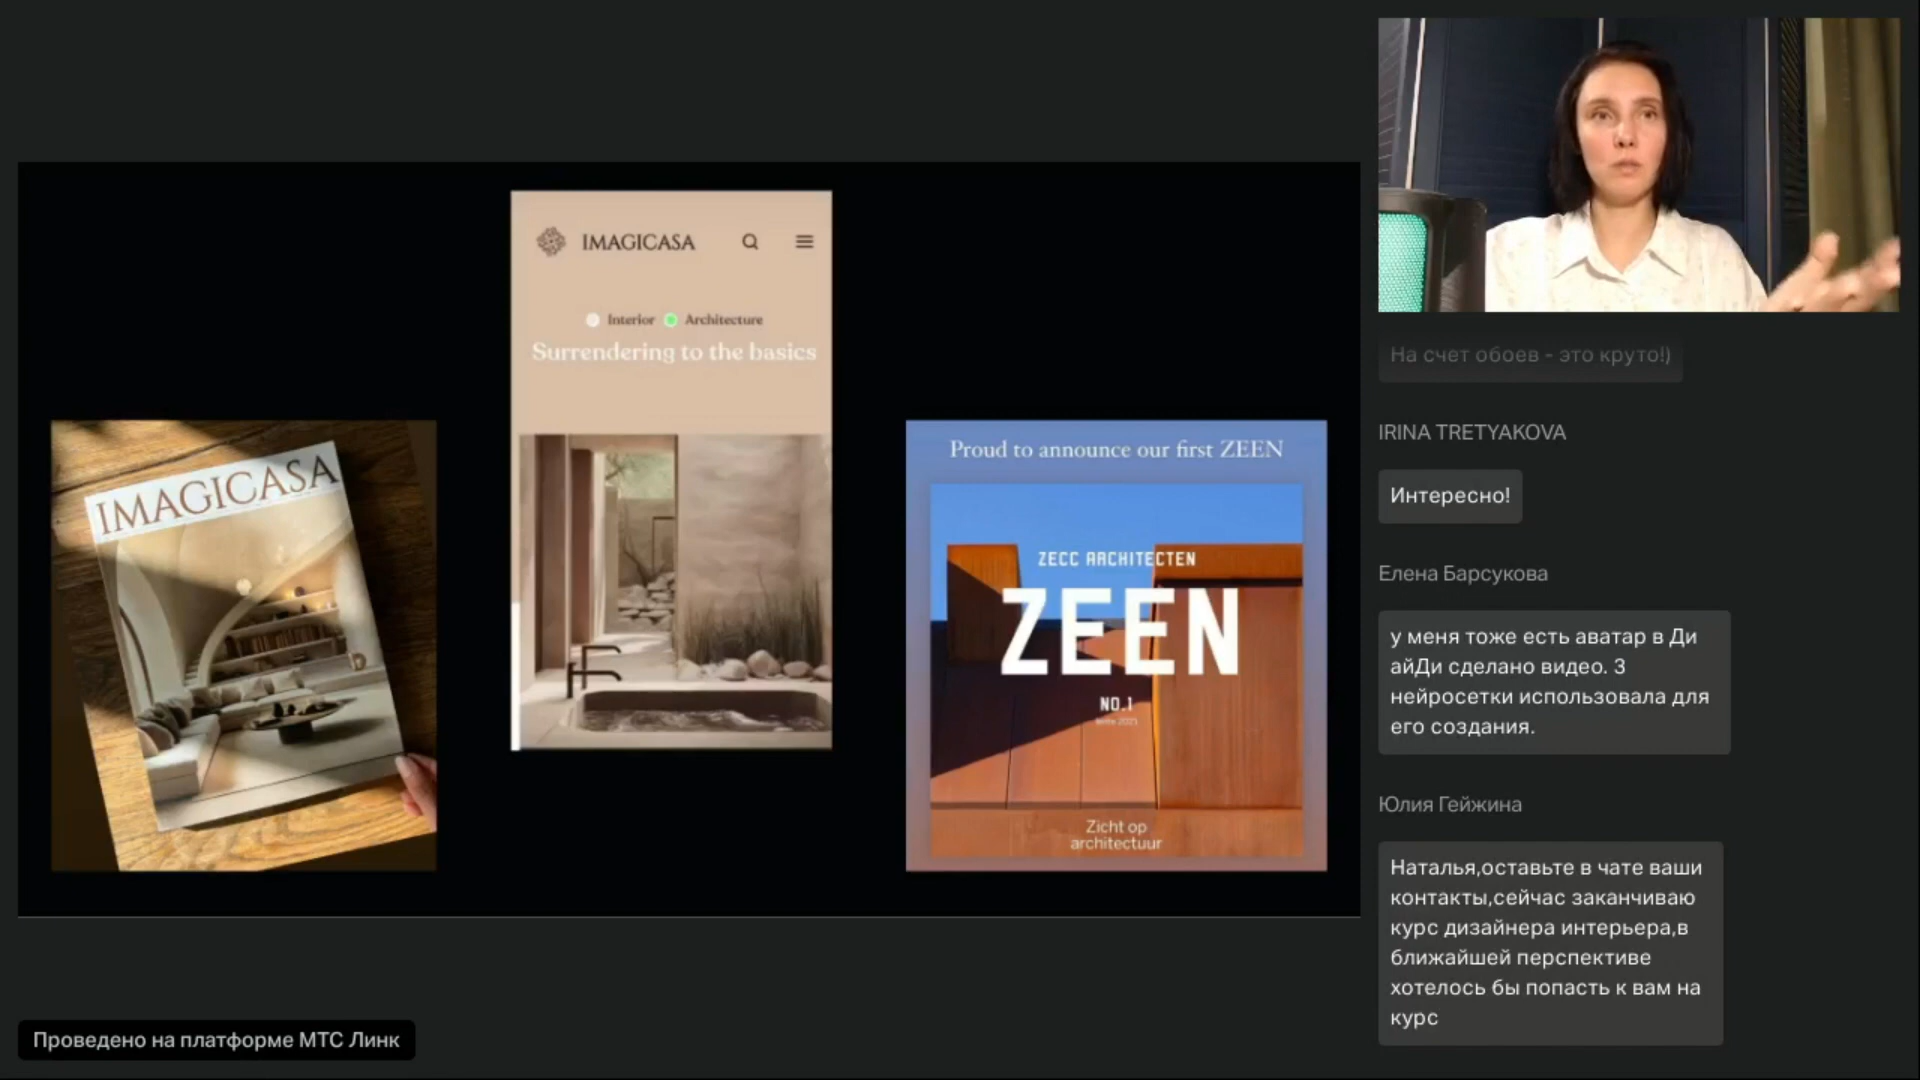 IMAGICASA
IMAGICASA
Interior Architecture
Surrendering to the basics
Proud to announce our first ZEEN
ZECC ARCHITECTEN
ZEEN
NO.1
Zicht op
architectuur
На счет обоев - это круто!)
IRINA TRETYAKOVA
Интересно!
Елена Барсукова
у меня тоже есть аватар в Ди
айДи сделано видео. 3
нейросетки использовала для
его создания.
Юлия Гейжина
Наталья,оставьте в чате ваши
контакты,сейчас заканчиваю
курс дизайнера интерьера,в
ближайшей перспективе
хотелось бы попасть к вам на
курс
Проведено на платформе МТС Линк